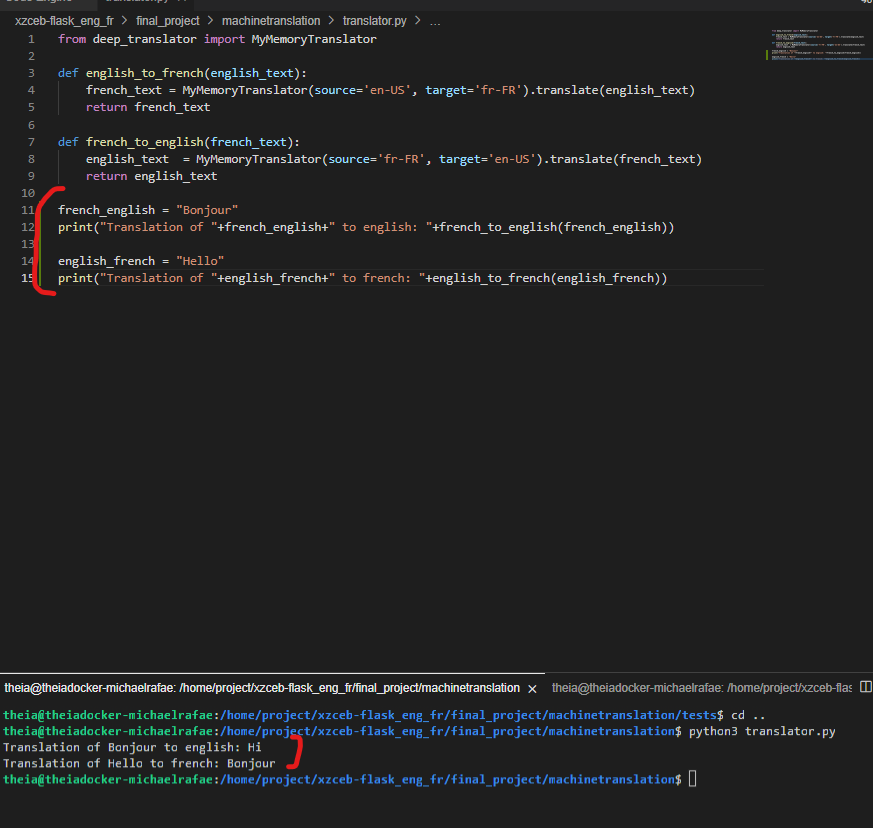 xzceb-flask_eng_fr > final_project > machinetranslation > translator.py > ...
1 from deep_translator import MyMemoryTranslator
2
3 def english_to_french(english_text):
4     french_text = MyMemoryTranslator(source='en-US', target='fr-FR').translate(english_text)
5     return french_text
6
7 def french_to_english(french_text):
8     english_text  = MyMemoryTranslator(source='fr-FR', target='en-US').translate(french_text)
9     return english_text
10
11 french_english = "Bonjour"
12 print("Translation of "+french_english+" to english: "+french_to_english(french_english))
13
14 english_french = "Hello"
15 print("Translation of "+english_french+" to french: "+english_to_french(english_french))
theia@theiadocker-michaelrafae: /home/project/xzceb-flask_eng_fr/final_project/machinetranslation × theia@theiadocker-michaelrafae: /home/project/xzceb-flas
theia@theiadocker-michaelrafae:/home/project/xzceb-flask_eng_fr/final_project/machinetranslation/tests$ cd ..
theia@theiadocker-michaelrafae:/home/project/xzceb-flask_eng_fr/final_project/machinetranslation$ python3 translator.py
Translation of Bonjour to english: Hi
Translation of Hello to french: Bonjour
theia@theiadocker-michaelrafae:/home/project/xzceb-flask_eng_fr/final_project/machinetranslation$